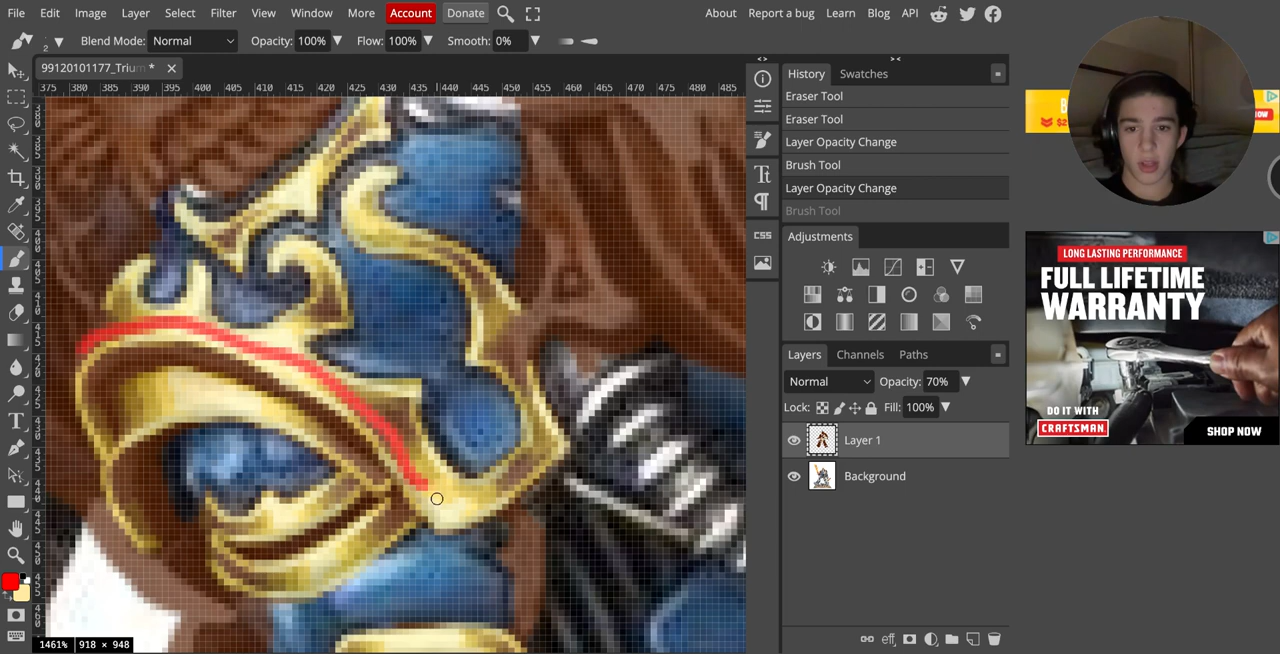 File Edit Image Layer Select Filter View Window More Account Donate About Report a bug Learn Blog API
2 Blend Mode: Normal Opacity: 100% Flow: 100% Smooth: 0%
99120101177_Trium * ✕
375 380 385 390 395 400 405 410 415 420 425 430 435 440 445 450 455 460 465 470 475 480 485
History Swatches
Eraser Tool
Eraser Tool
Layer Opacity Change
Brush Tool
Layer Opacity Change
Brush Tool
Adjustments
CSS
Layers Channels Paths
Normal Opacity: 70%
Lock: Fill: 100%
Layer 1
Background
eff
1461% 918 × 948
LONG LASTING PERFORMANCE
FULL LIFETIME
WARRANTY
DO IT WITH
CRAFTSMAN.
SHOP NOW